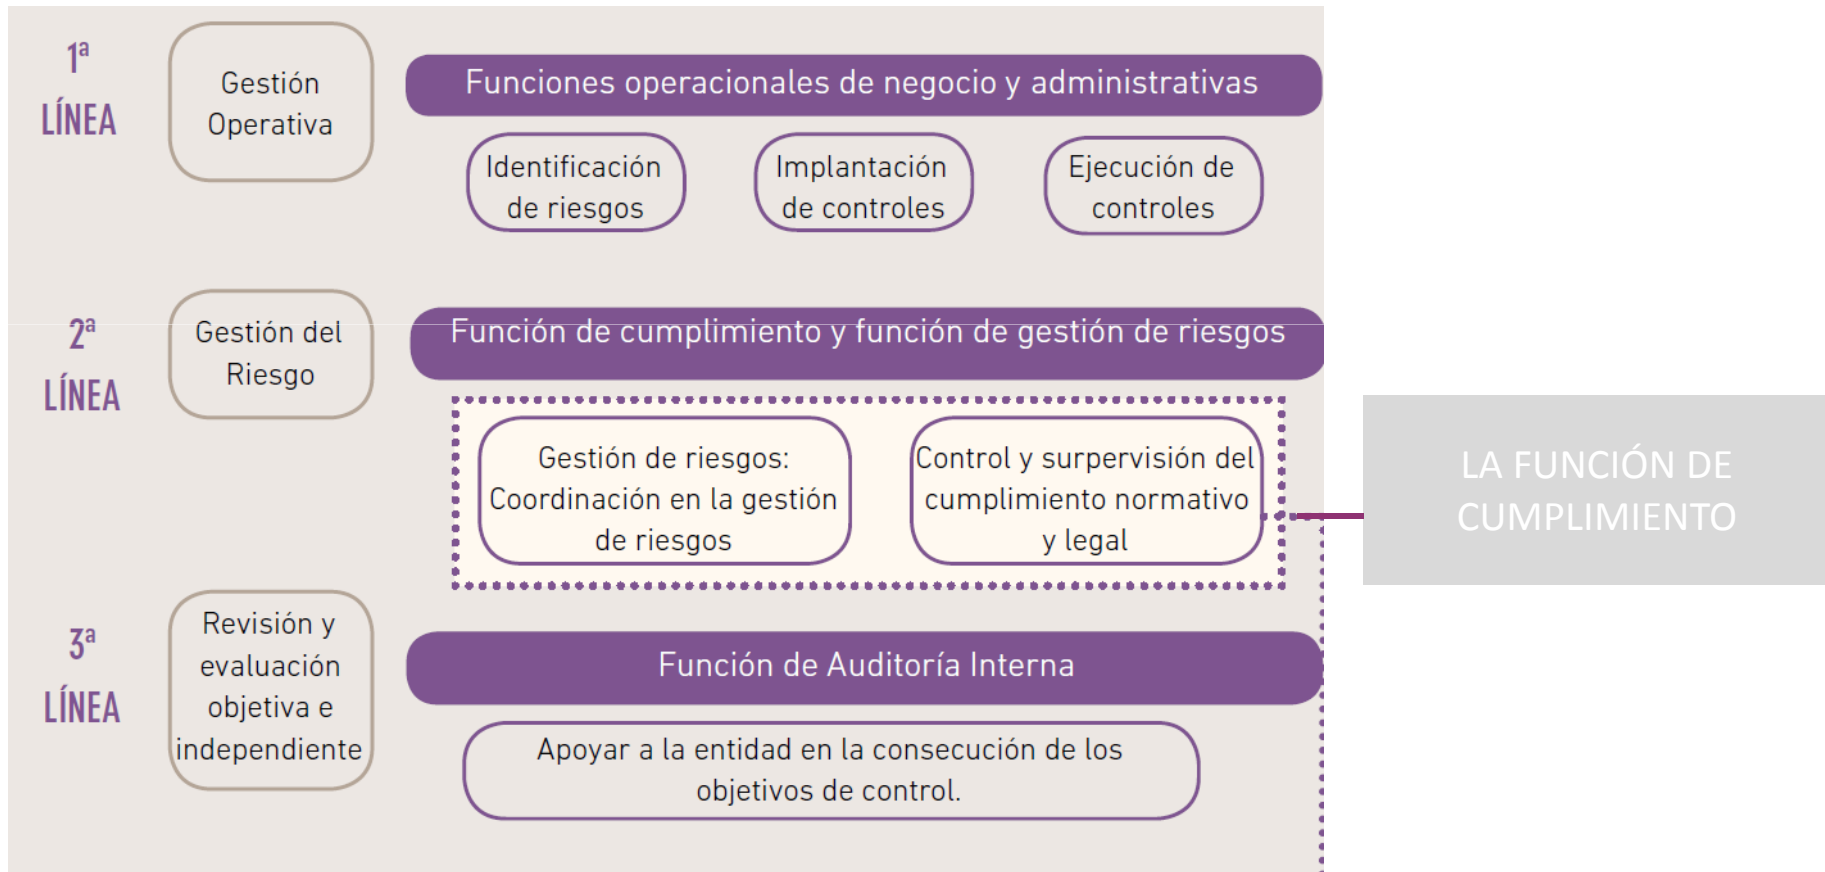 1ª
LÍNEA
Gestión
Operativa
Funciones operacionales de negocio y administrativas
Identificación
de riesgos
Implantación
de controles
Ejecución de
controles
2ª
LÍNEA
Gestión del
Riesgo
Función de cumplimiento y función de gestión de riesgos
Gestión de riesgos:
Coordinación en la gestión
de riesgos
Control y surpervisión del
cumplimiento normativo
y legal
LA FUNCIÓN DE
CUMPLIMIENTO
3ª
LÍNEA
Revisión y
evaluación
objetiva e
independiente
Función de Auditoría Interna
Apoyar a la entidad en la consecución de los
objetivos de control.